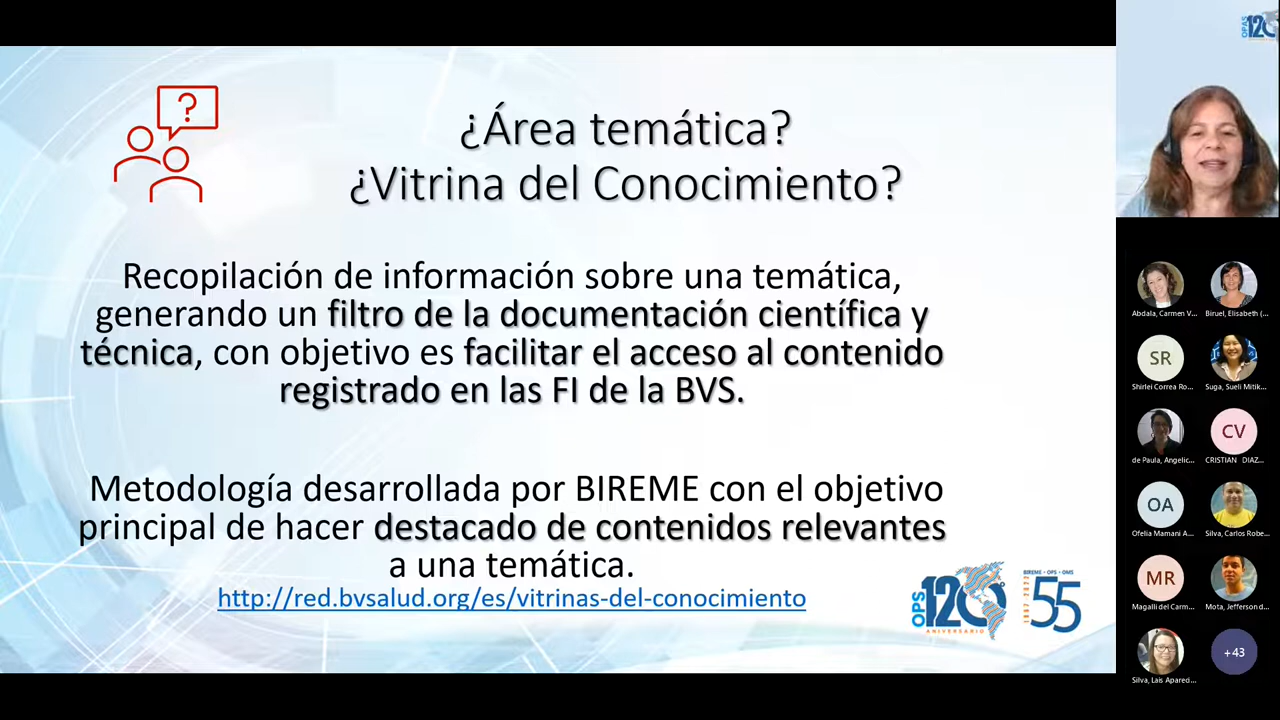 ?
¿Área temática?
¿Vitrina del Conocimiento?
Recopilación de información sobre una temática,
generando un filtro de la documentación científica y
técnica, con objetivo es facilitar el acceso al contenido
registrado en las FI de la BVS.
Metodología desarrollada por BIREME con el objetivo
principal de hacer destacado de contenidos relevantes
a una temática.
http://red.bvsalud.org/es/vitrinas-del-conocimiento
OPS 120
ANIVERSARIO
BIREME • OPS • OMS
1967 2022 55
OPAS 120
Abdala, Carmen V...
Biruel, Elisabeth (...
SR
Shirlei Correa Ro...
Suga, Sueli Mitik...
de Paula, Angelic...
CV
CRISTIAN DIAZ...
OA
Ofelia Mamani A...
Silva, Carlos Robe...
MR
Magalli del Carm...
Mota, Jefferson d...
Silva, Lais Apared...
+43